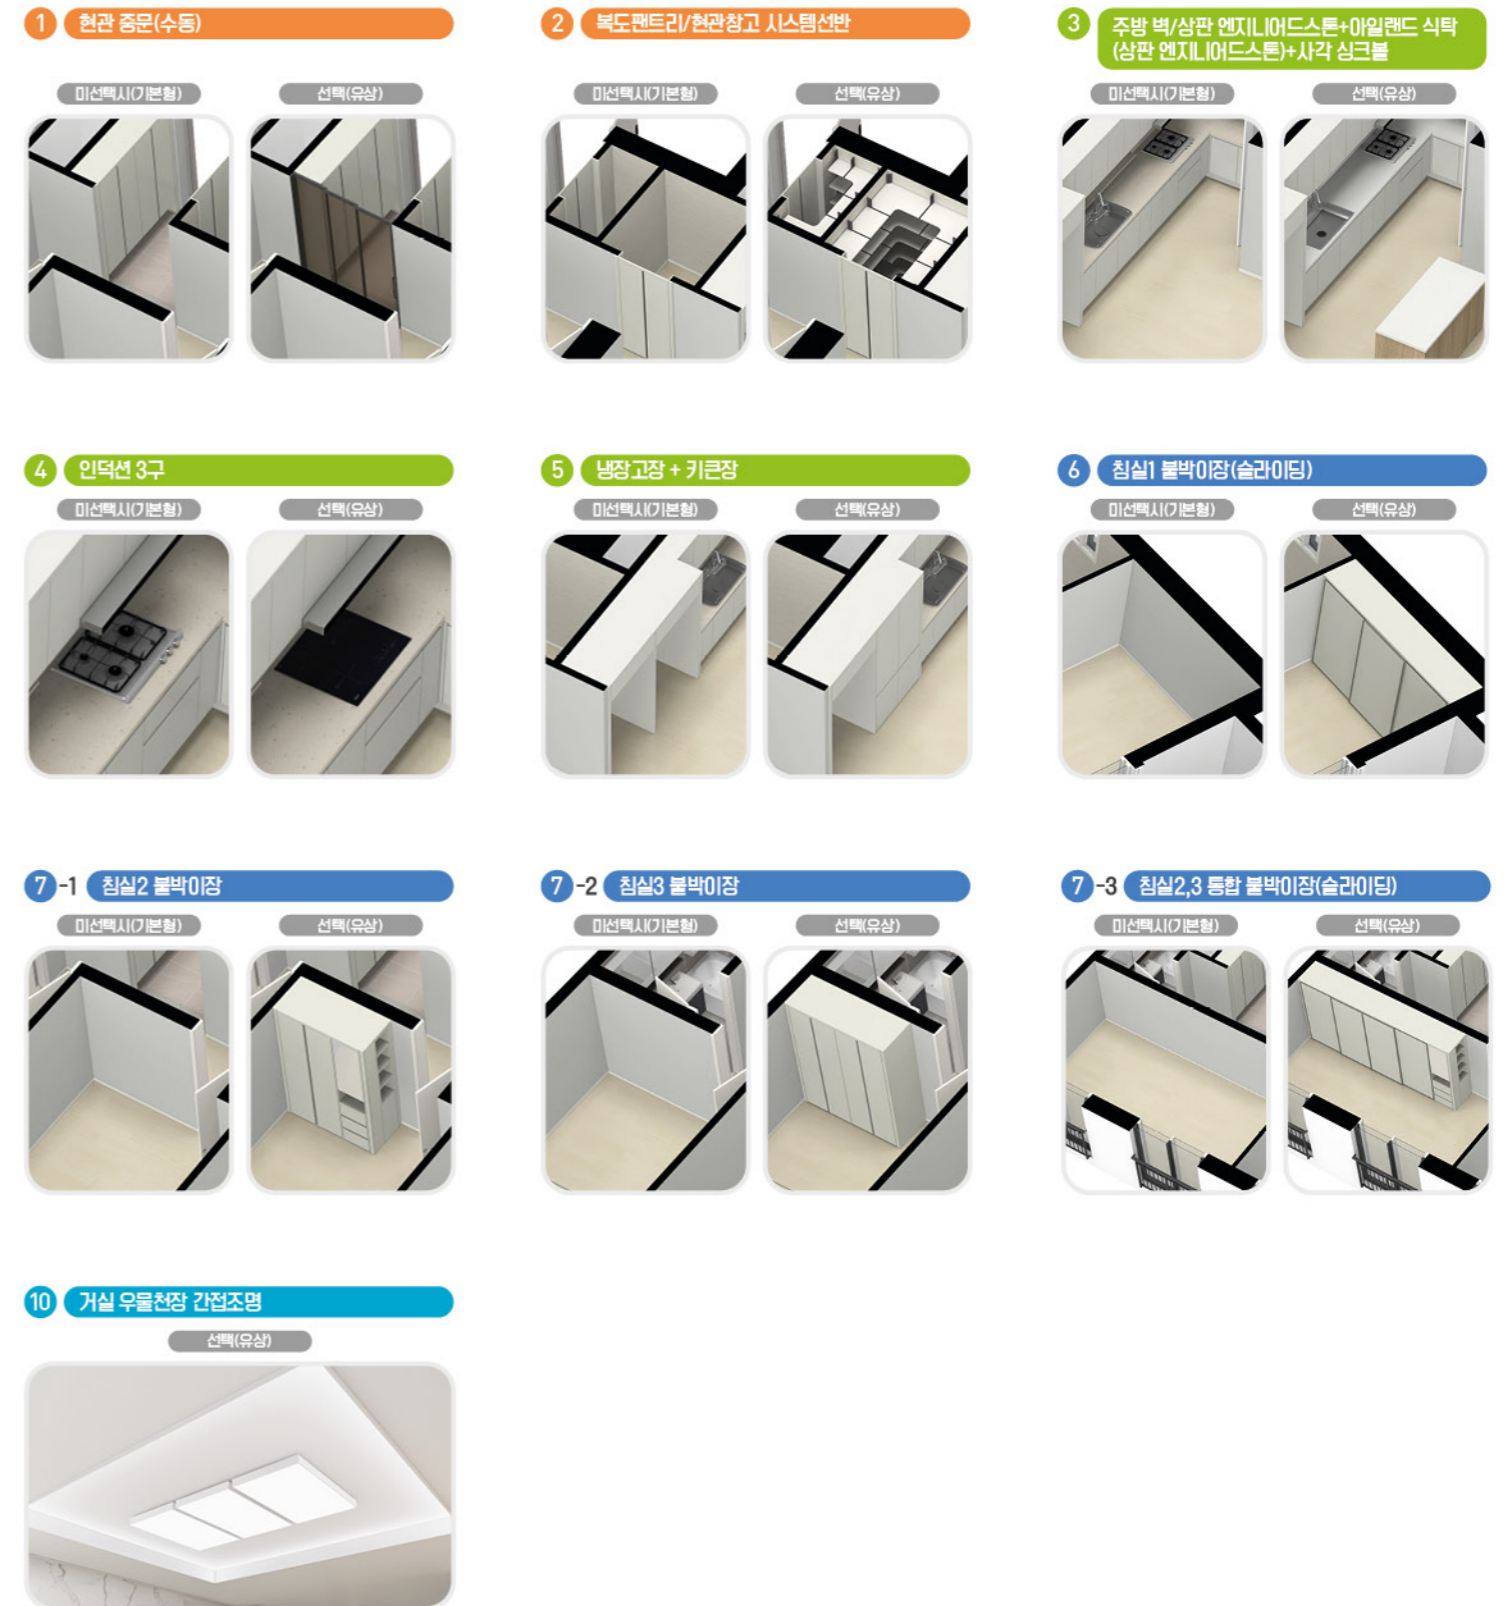 1 현관 중문(수동)
미선택시(기본형) 선택(유상)
2 복도팬트리/현관창고 시스템선반
미선택시(기본형) 선택(유상)
3 주방 벽/상판 엔지니어드스톤+아일랜드 식탁
(상판 엔지니어드스톤)+사각 싱크볼
미선택시(기본형) 선택(유상)
4 인덕션 3구
미선택시(기본형) 선택(유상)
5 냉장고장 + 키큰장
미선택시(기본형) 선택(유상)
6 침실1 붙박이장(슬라이딩)
미선택시(기본형) 선택(유상)
7 -1 침실2 붙박이장
미선택시(기본형) 선택(유상)
7 -2 침실3 붙박이장
미선택시(기본형) 선택(유상)
7 -3 침실2,3 통합 붙박이장(슬라이딩)
미선택시(기본형) 선택(유상)
10 거실 우물천장 간접조명
선택(유상)